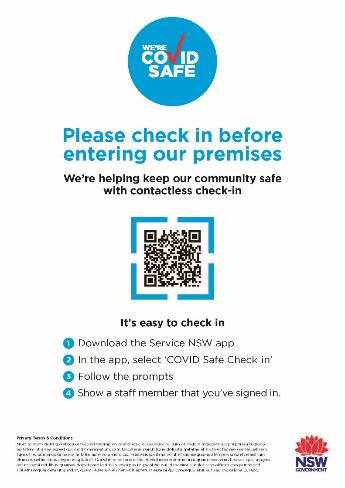 WE'RE
COVID
SAFE
Please check in before
entering our premises
We're helping keep our community safe
with contactless check-in
It's easy to check in
1 Download the Service NSW app
2 In the app, select 'COVID Safe Check in'
3 Follow the prompts
4 Show a staff member that you've signed in.
Privacy Terms & Conditions
NSW
GOVERNMENT